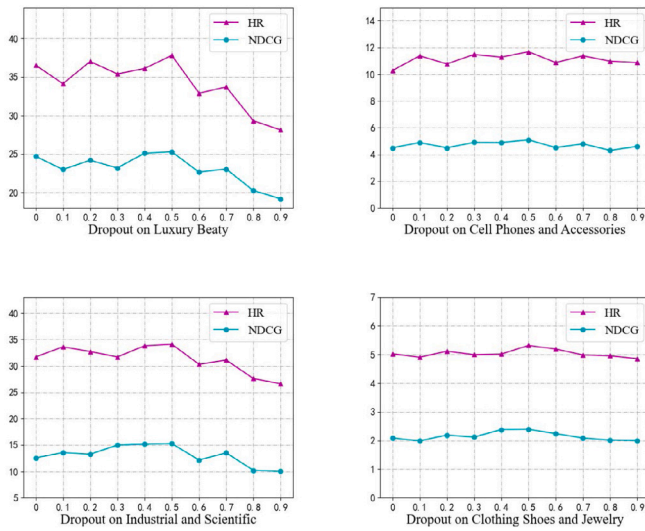 HR
NDCG
40
35
30
25
20
0 0.1 0.2 0.3 0.4 0.5 0.6 0.7 0.8 0.9
Dropout on Luxury Beaty
HR
NDCG
14
12
10
8
6
4
2
0
0 0.1 0.2 0.3 0.4 0.5 0.6 0.7 0.8 0.9
Dropout on Cell Phones and Accessories
HR
NDCG
40
35
30
25
20
15
10
5
0 0.1 0.2 0.3 0.4 0.5 0.6 0.7 0.8 0.9
Dropout on Industrial and Scientific
HR
NDCG
7
6
5
4
3
2
1
0
0 0.1 0.2 0.3 0.4 0.5 0.6 0.7 0.8 0.9
Dropout on Clothing Shoes and Jewelry